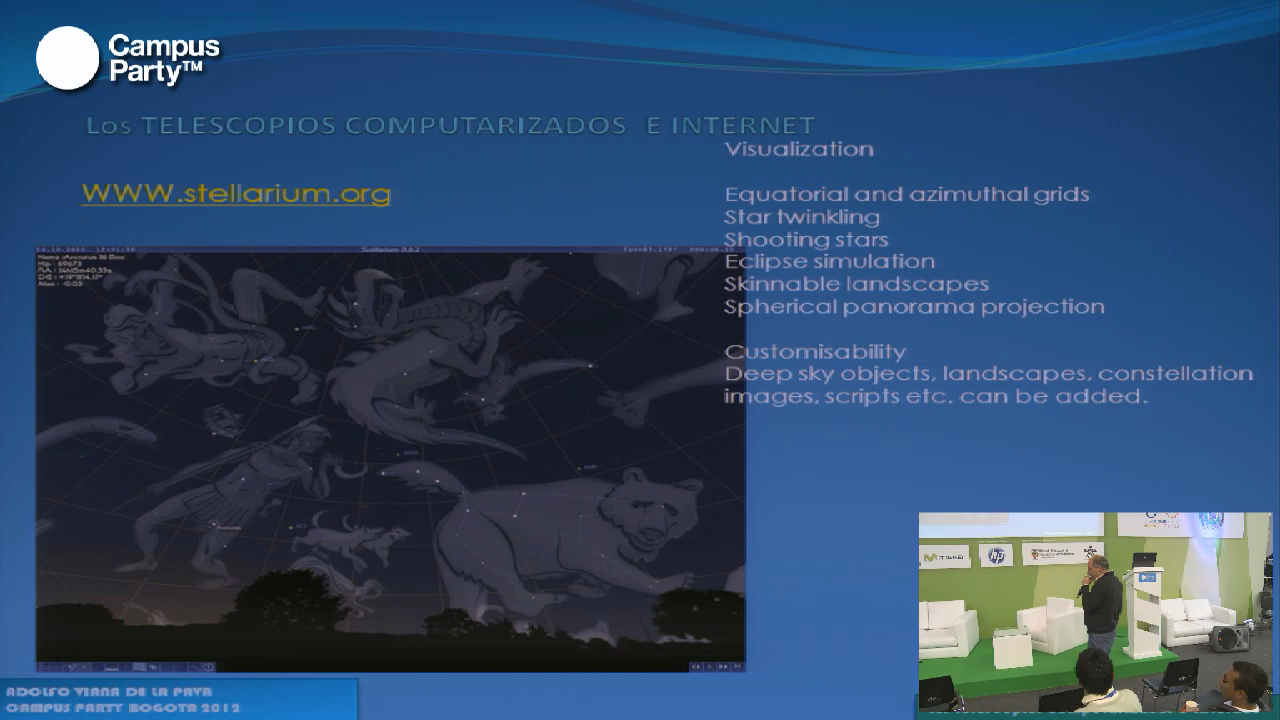 Campus
Party™
Los TELESCOPIOS COMPUTARIZADOS E INTERNET
Visualization
WWW.stellarium.org
Equatorial and azimuthal grids
Star twinkling
Shooting stars
Eclipse simulation
Skinnable landscapes
Spherical panorama projection
Customisability
Deep sky objects, landscapes, constellation
images, scripts etc. can be added.
hp
ADOLFO VIANA DE LA PAVA
CAMPUS PARTY BOGOTA 2012